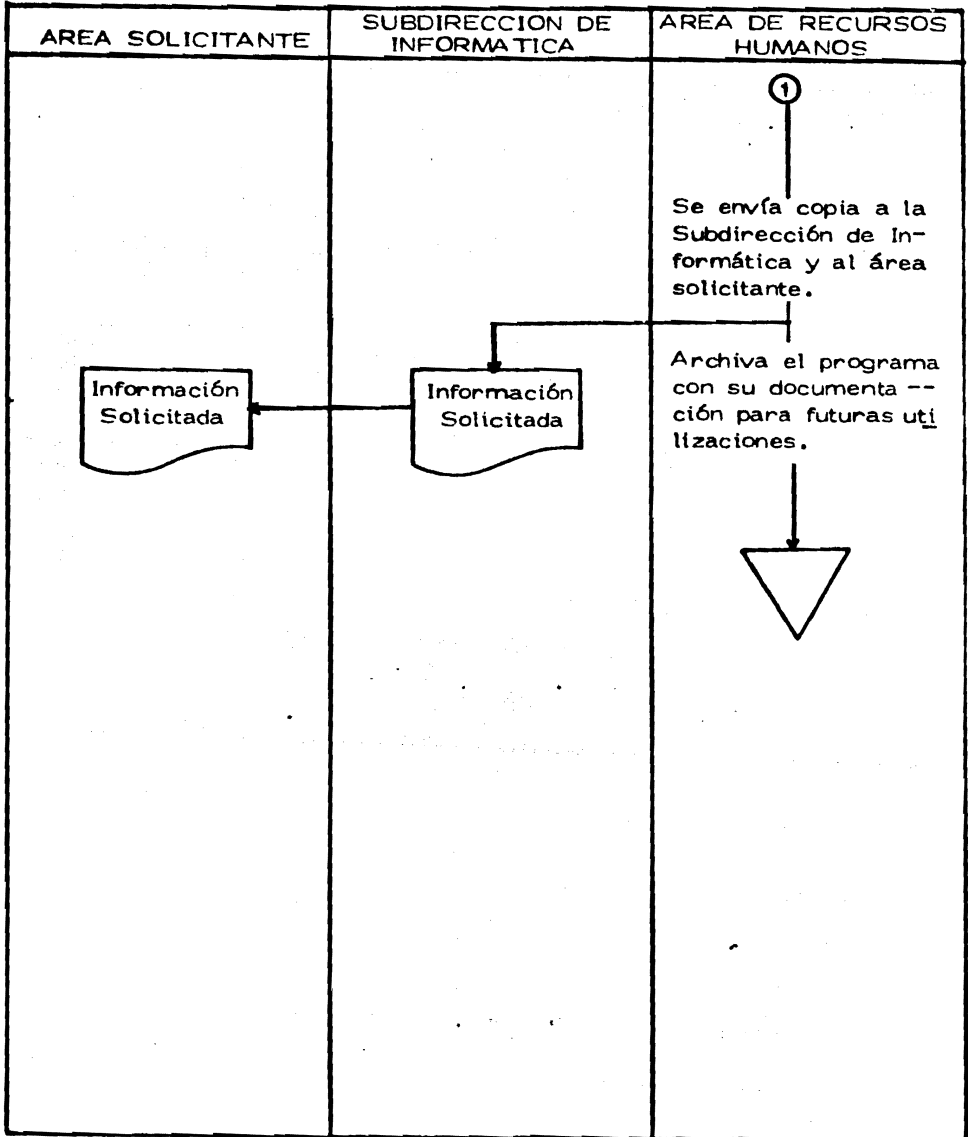 AREA SOLICITANTE
SUBDIRECCION DE
INFORMATICA
AREA DE RECURSOS
HUMANOS
1
Se envía copia a la
Subdirección de In-
formática y al área
solicitante.
Archiva el programa
con su documenta --
ción para futuras uti
lizaciones.
Información
Solicitada
Información
Solicitada